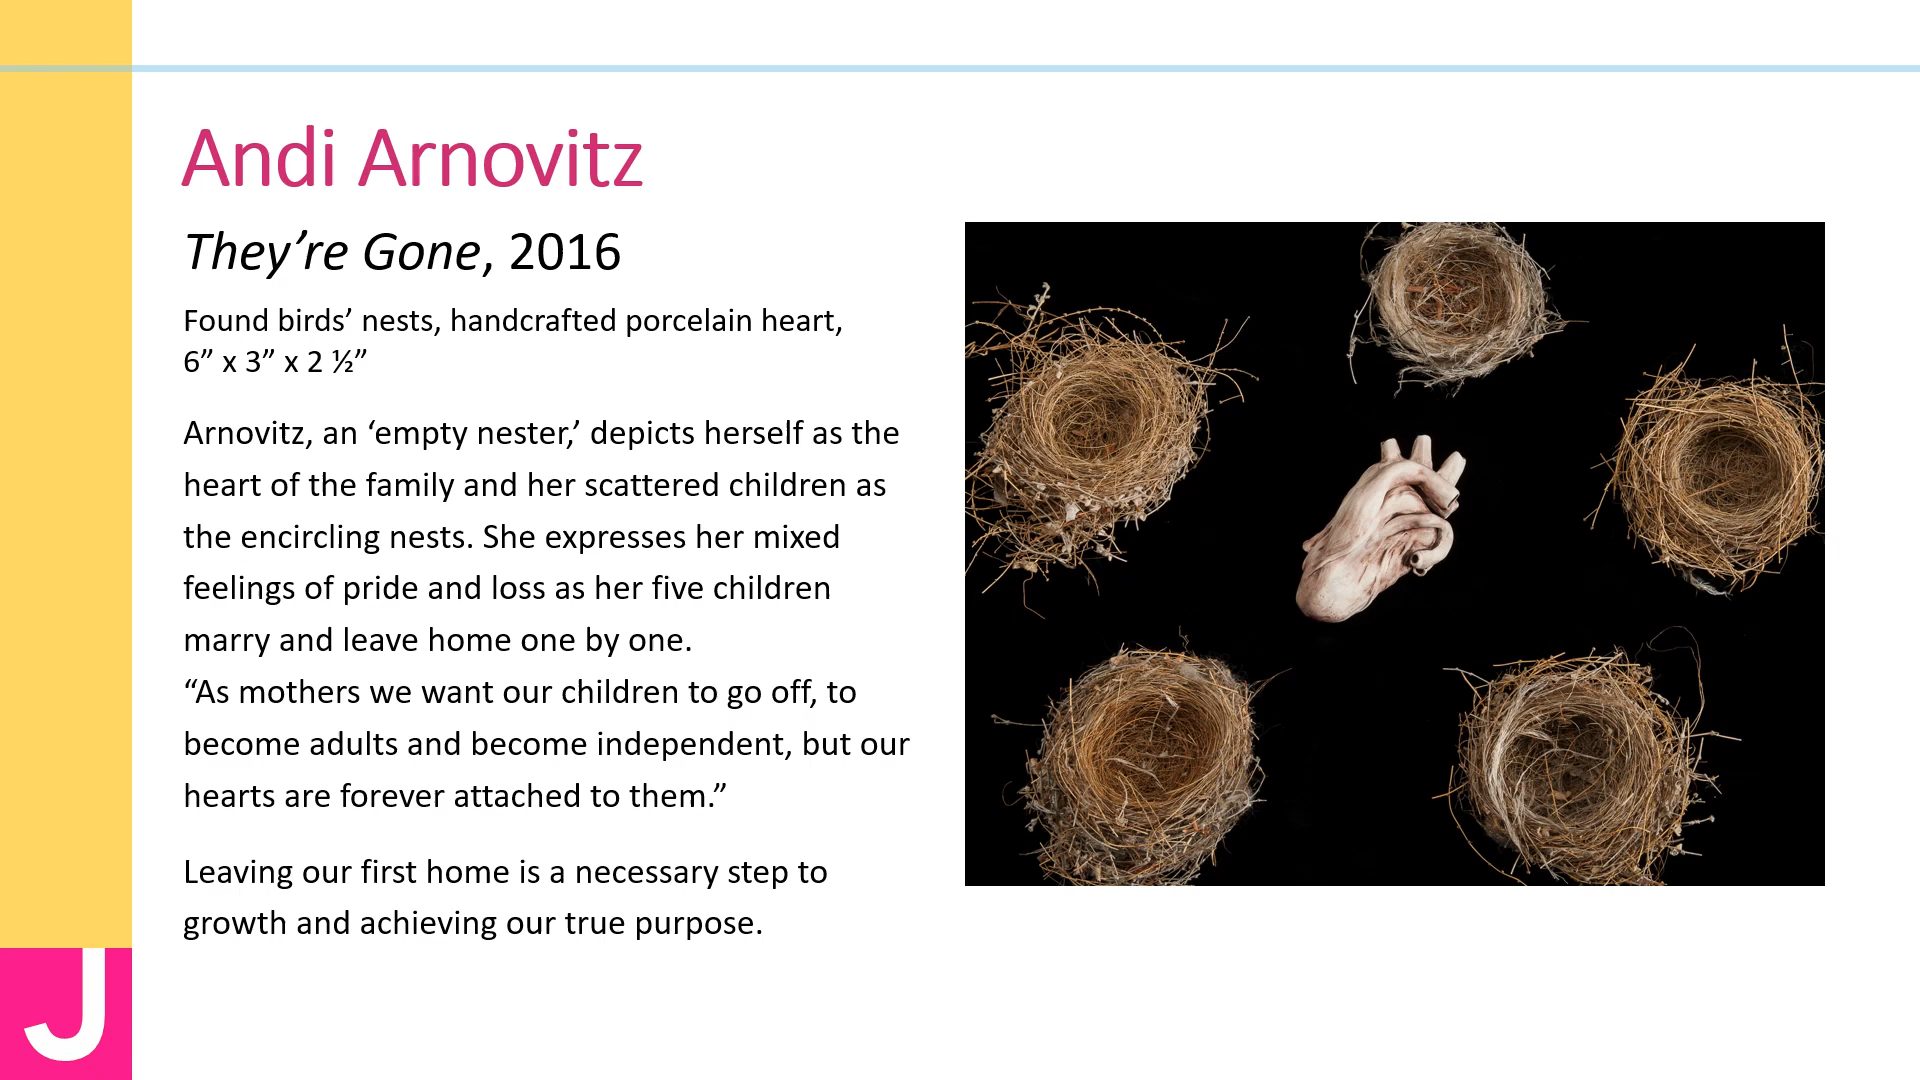 Andi Arnovitz
They’re Gone, 2016
Found birds’ nests, handcrafted porcelain heart,
6” x 3” x 2 ½”
Arnovitz, an ‘empty nester,’ depicts herself as the
heart of the family and her scattered children as
the encircling nests. She expresses her mixed
feelings of pride and loss as her five children
marry and leave home one by one.
“As mothers we want our children to go off, to
become adults and become independent, but our
hearts are forever attached to them.”
Leaving our first home is a necessary step to
growth and achieving our true purpose.
J